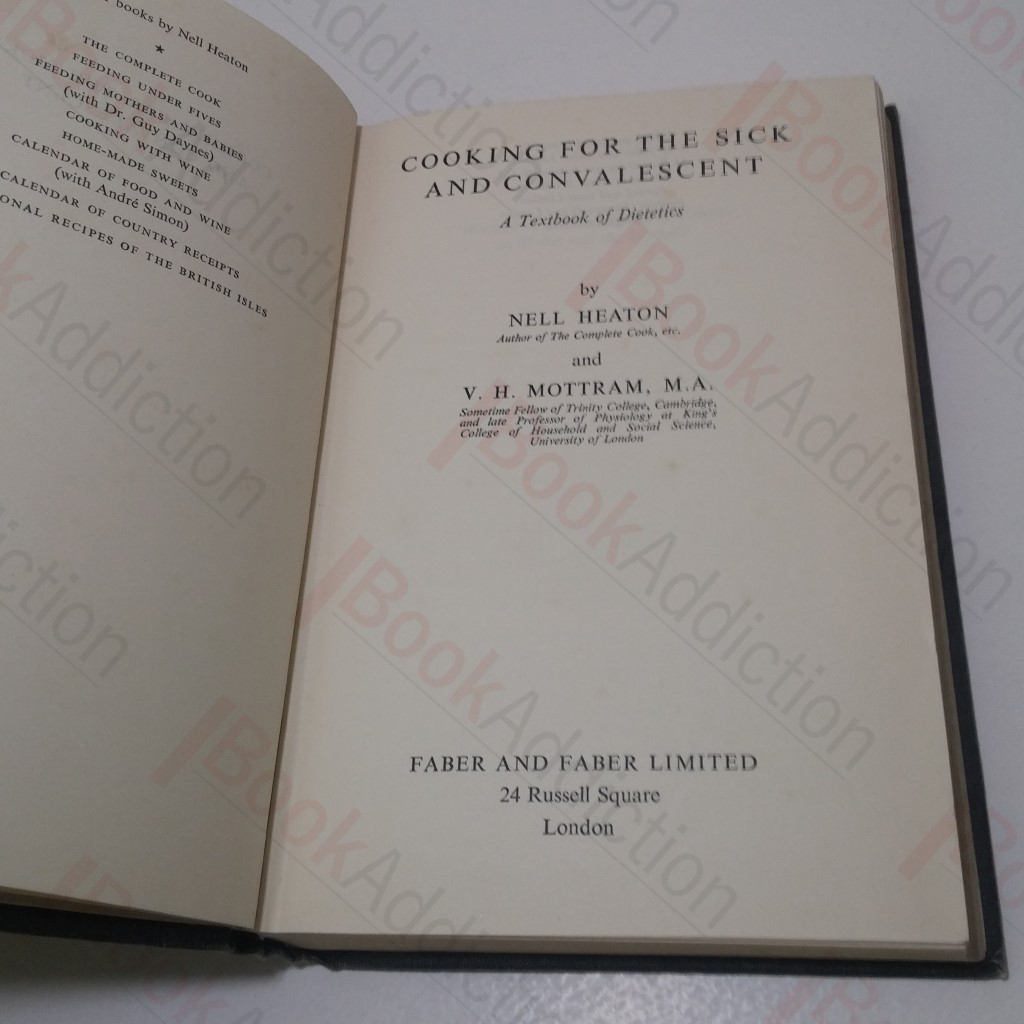 books by Nell Heaton
★
THE COMPLETE COOK
FEEDING UNDER FIVES
FEEDING MOTHERS AND BABIES
(with Dr. Guy Daynes)
COOKING WITH WINE
HOME-MADE SWEETS
CALENDAR OF FOOD AND WINE
(with André Simon)
CALENDAR OF COUNTRY RECEIPTS
ONAL RECIPES OF THE BRITISH ISLES
COOKING FOR THE SICK
AND CONVALESCENT
A Textbook of Dietetics
by
NELL HEATON
Author of The Complete Cook, etc.
and
V. H. MOTTRAM, M.A.
Sometime Fellow of Trinity College, Cambridge,
and late Professor of Physiology at King's
College of Household and Social Science,
University of London
FABER AND FABER LIMITED
24 Russell Square
London
BookAddiction